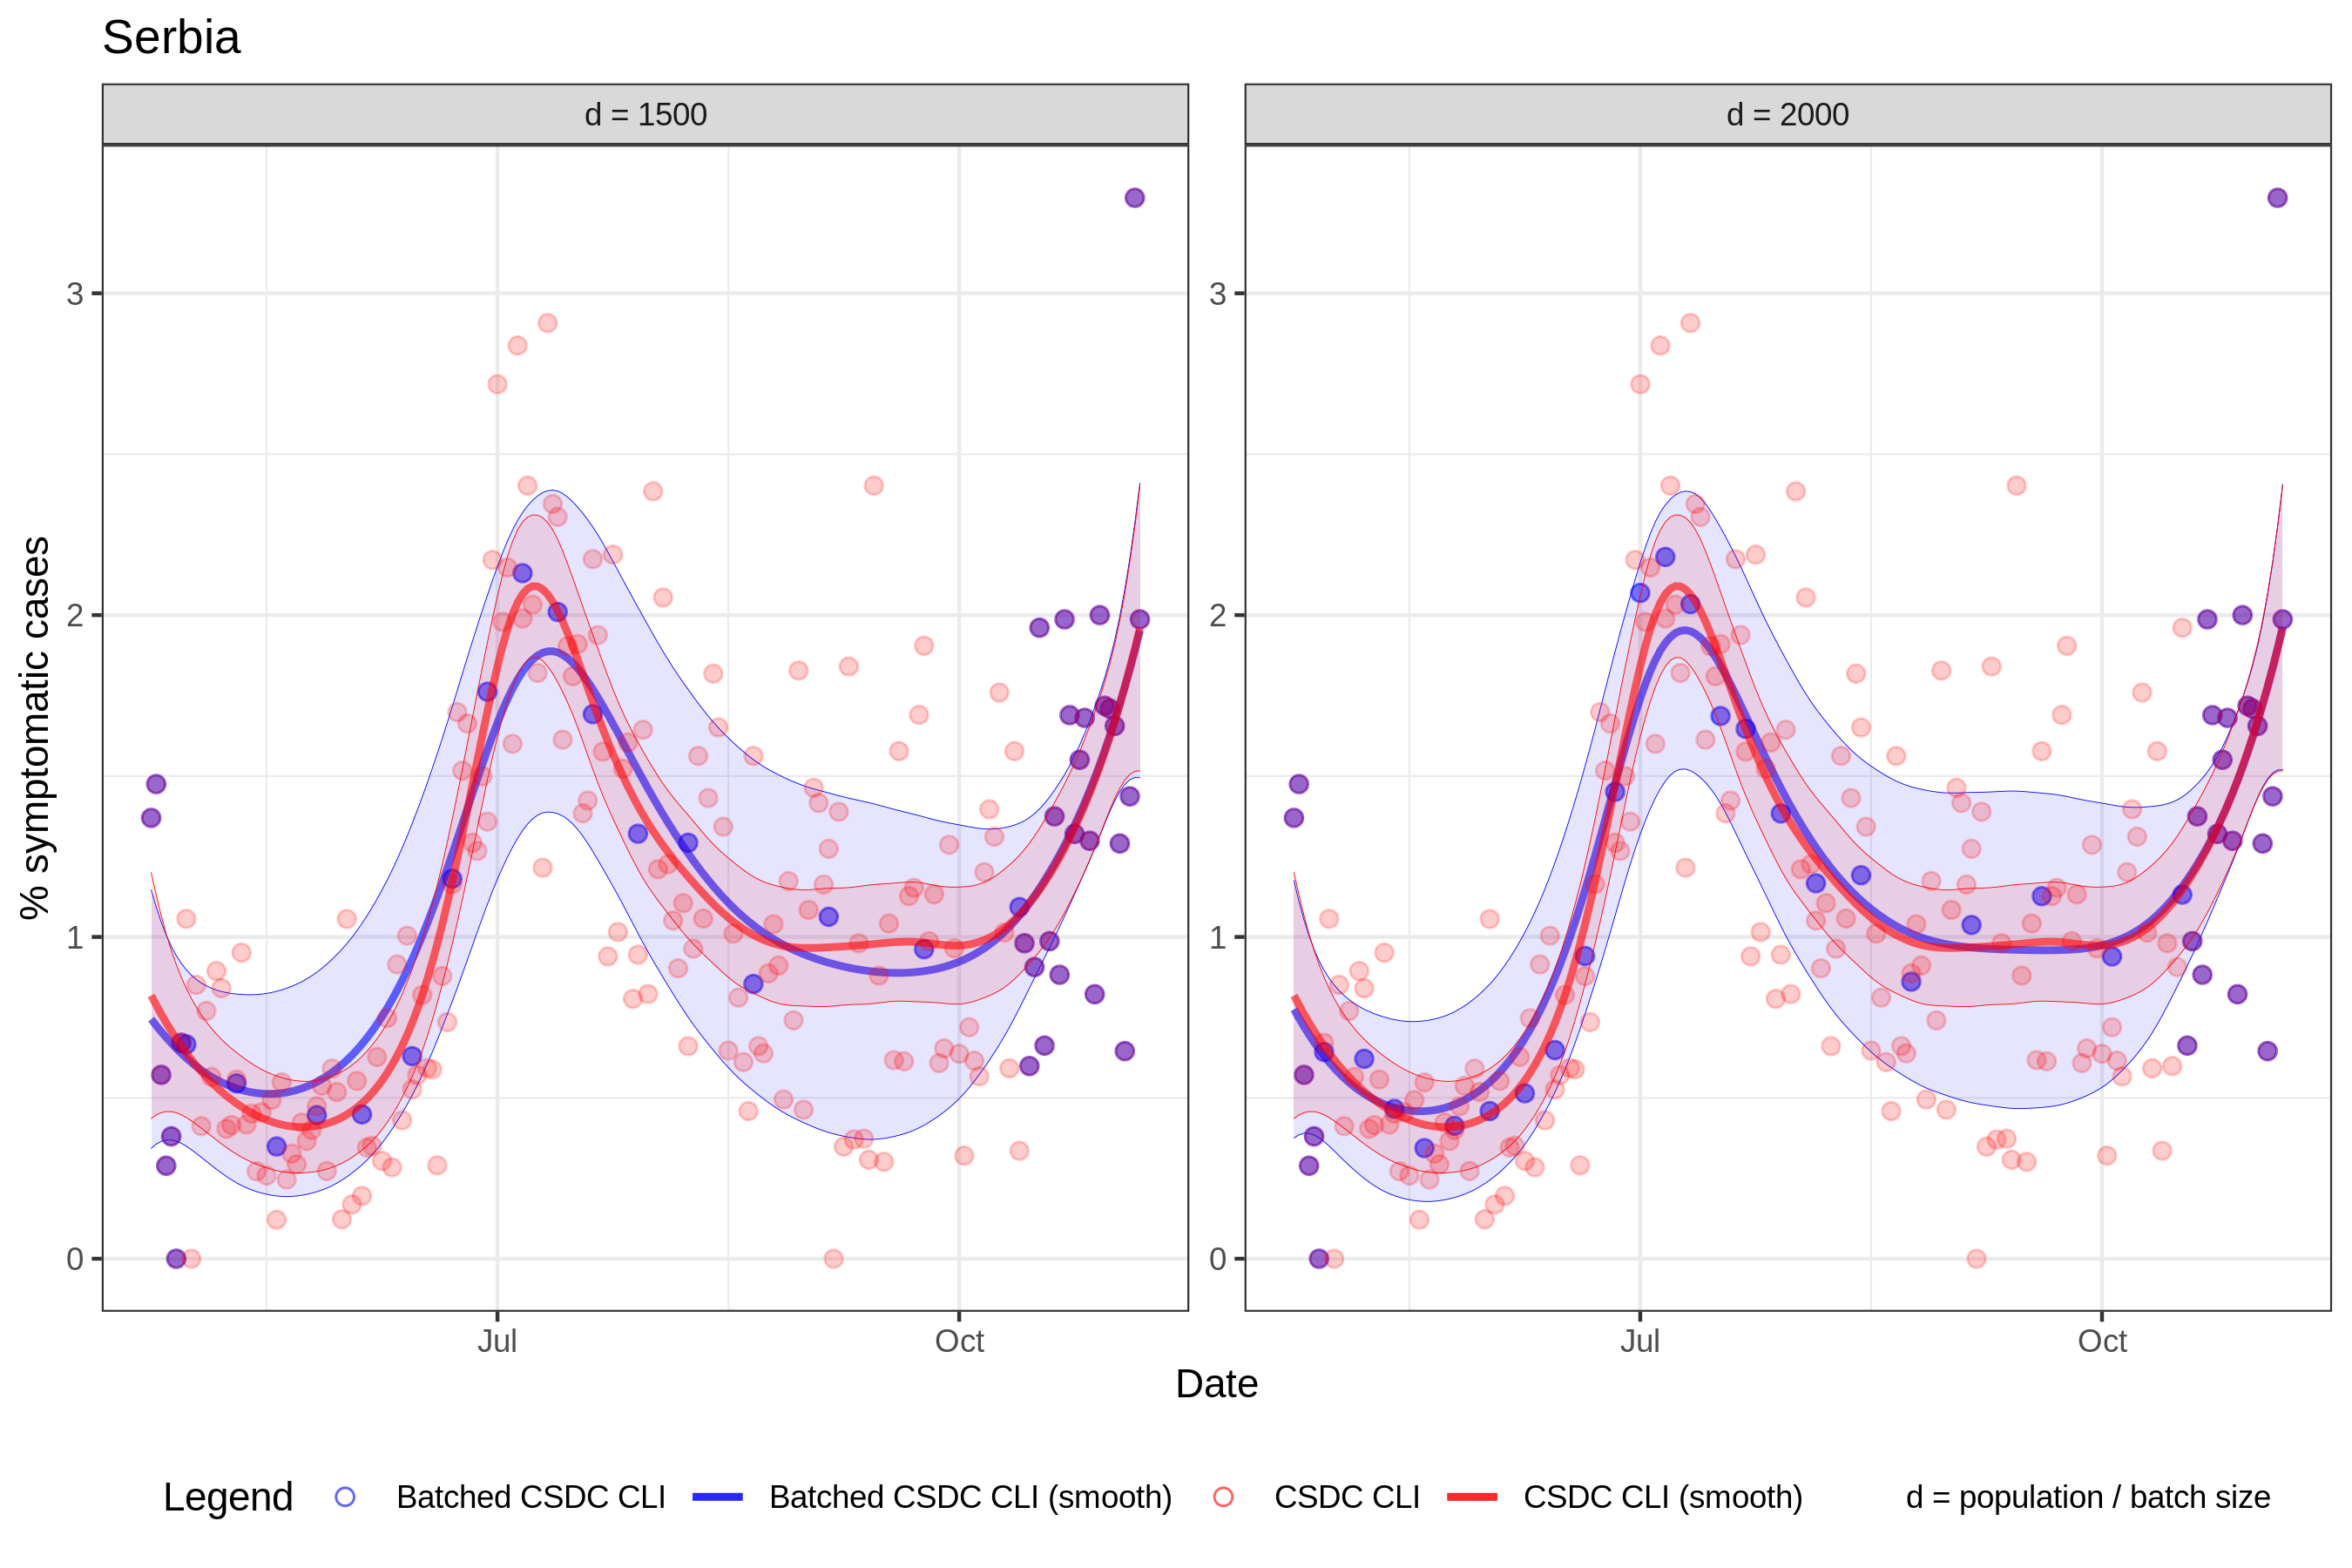 Serbia
d = 1500
d = 2000
% symptomatic cases
3
2
1
0
3
2
1
0
Jul
Oct
Jul
Oct
Date
Legend
Batched CSDC CLI
Batched CSDC CLI (smooth)
CSDC CLI
CSDC CLI (smooth)
d = population / batch size